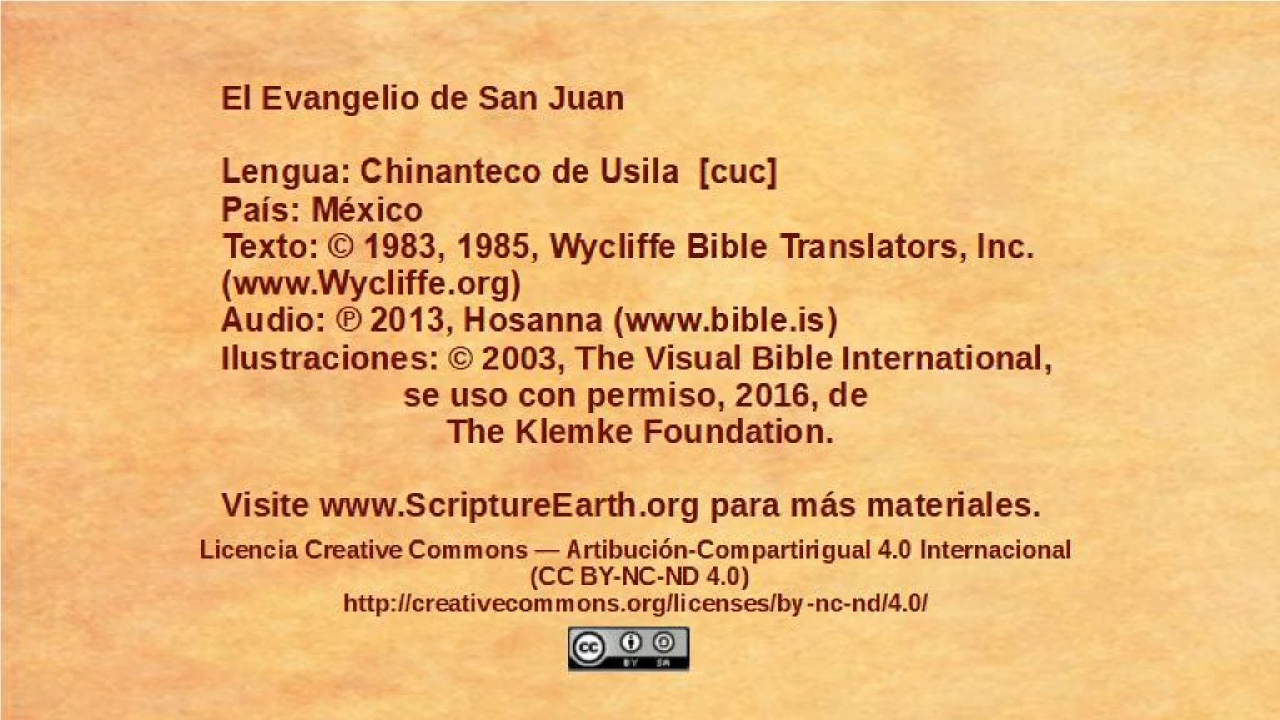 El Evangelio de San Juan
Lengua: Chinanteco de Usila [cuc]
País: México
Texto: © 1983, 1985, Wycliffe Bible Translators, Inc.
(www.Wycliffe.org)
Audio: ℗ 2013, Hosanna (www.bible.is)
Ilustraciones: © 2003, The Visual Bible International,
se uso con permiso, 2016, de
The Klemke Foundation.
Visite www.ScriptureEarth.org para más materiales.
Licencia Creative Commons — Artibución-Compartirigual 4.0 Internacional
(CC BY-NC-ND 4.0)
http://creativecommons.org/licenses/by-nc-nd/4.0/
cc BY SA